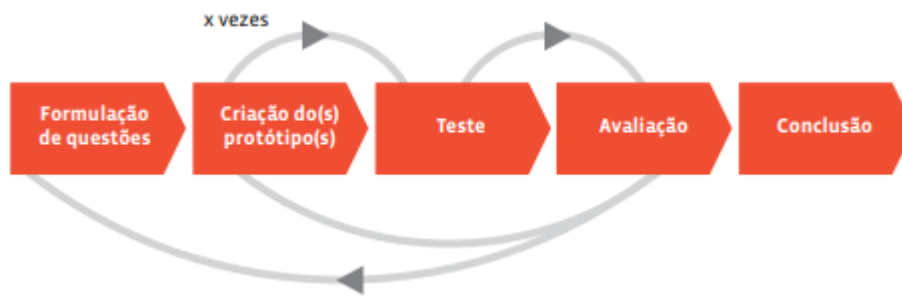 x vezes
Formulação
de questões
Criação do(s)
protótipo(s)
Teste
Avaliação
Conclusão